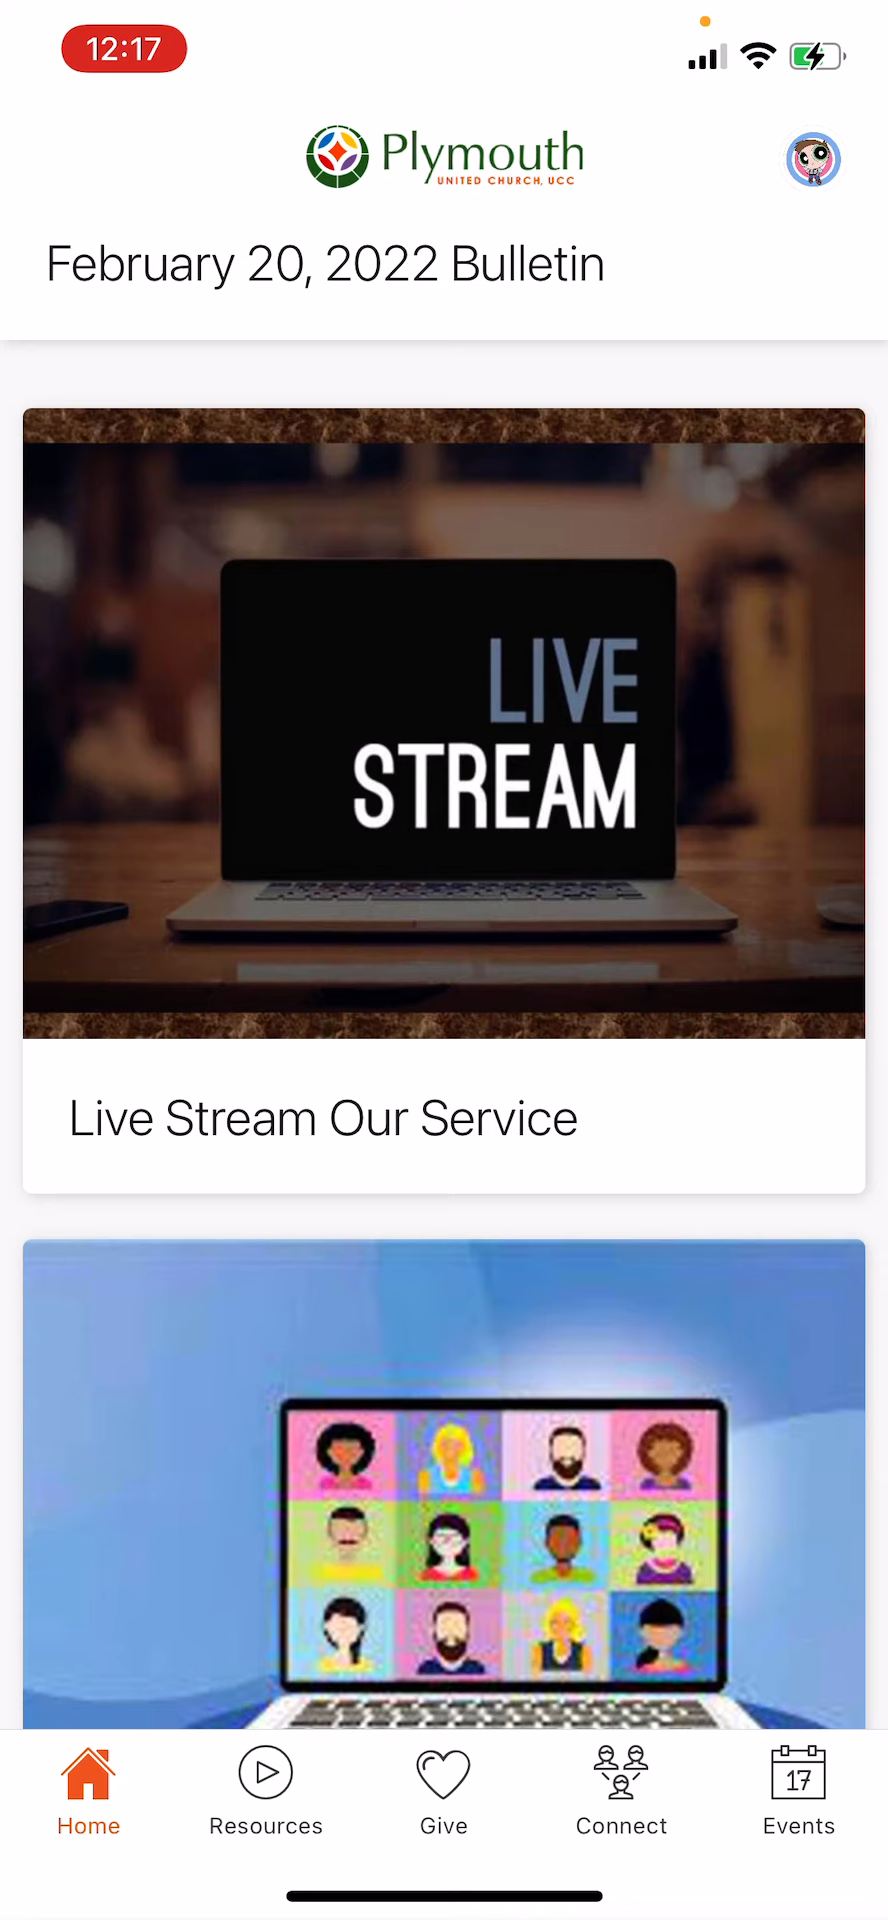 12:17
Plymouth
UNITED CHURCH, UCC
February 20, 2022 Bulletin
LIVE
STREAM
Live Stream Our Service
Home
Resources
Give
Connect
17
Events